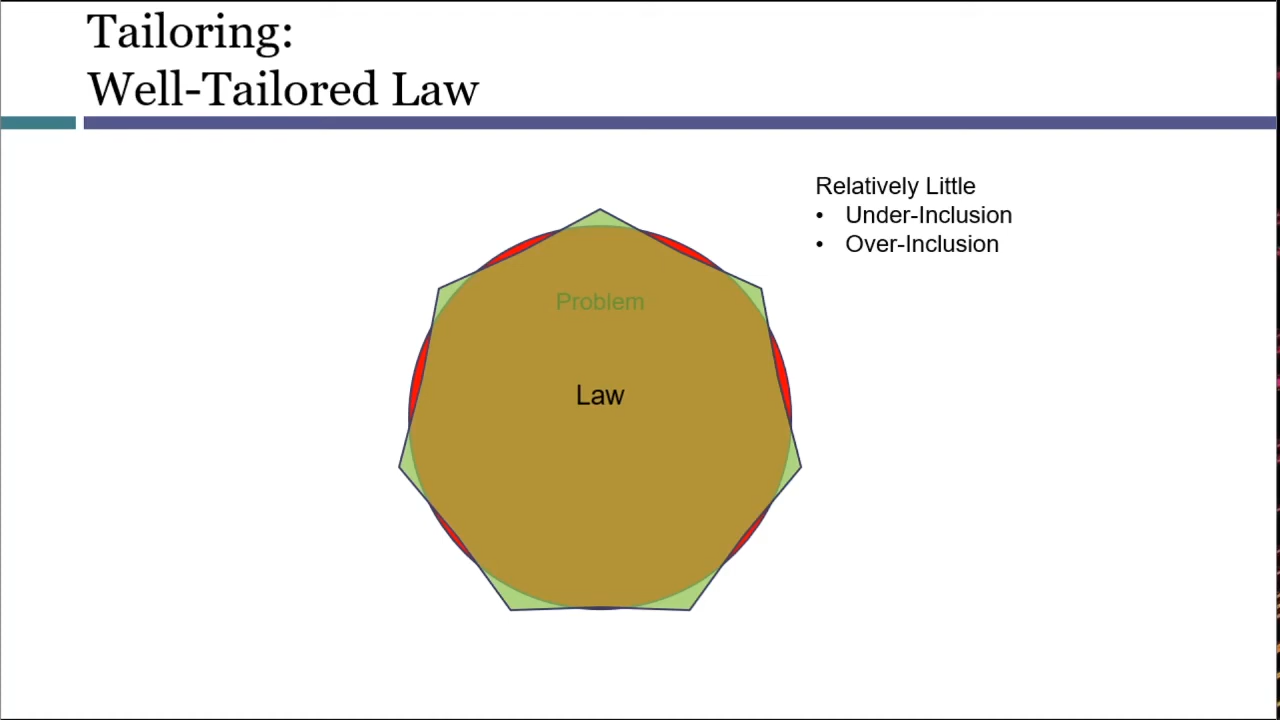 Tailoring:
Well-Tailored Law
Relatively Little
• Under-Inclusion
• Over-Inclusion
Problem
Law